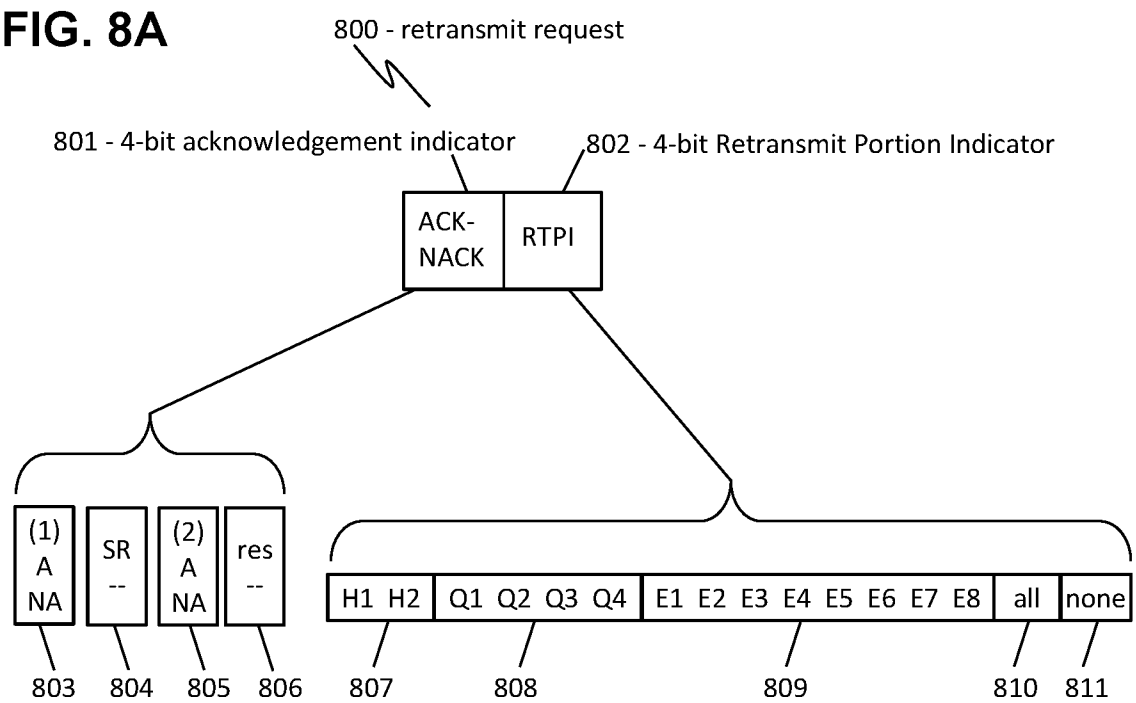 FIG. 8A
800 - retransmit request
801 - 4-bit acknowledgement indicator
802 - 4-bit Retransmit Portion Indicator
ACK-
NACK
RTPI
(1)
A
NA
SR
--
(2)
A
NA
res
--
H1 H2 Q1 Q2 Q3 Q4 E1 E2 E3 E4 E5 E6 E7 E8 all none
803 804 805 806 807 808 809 810 811